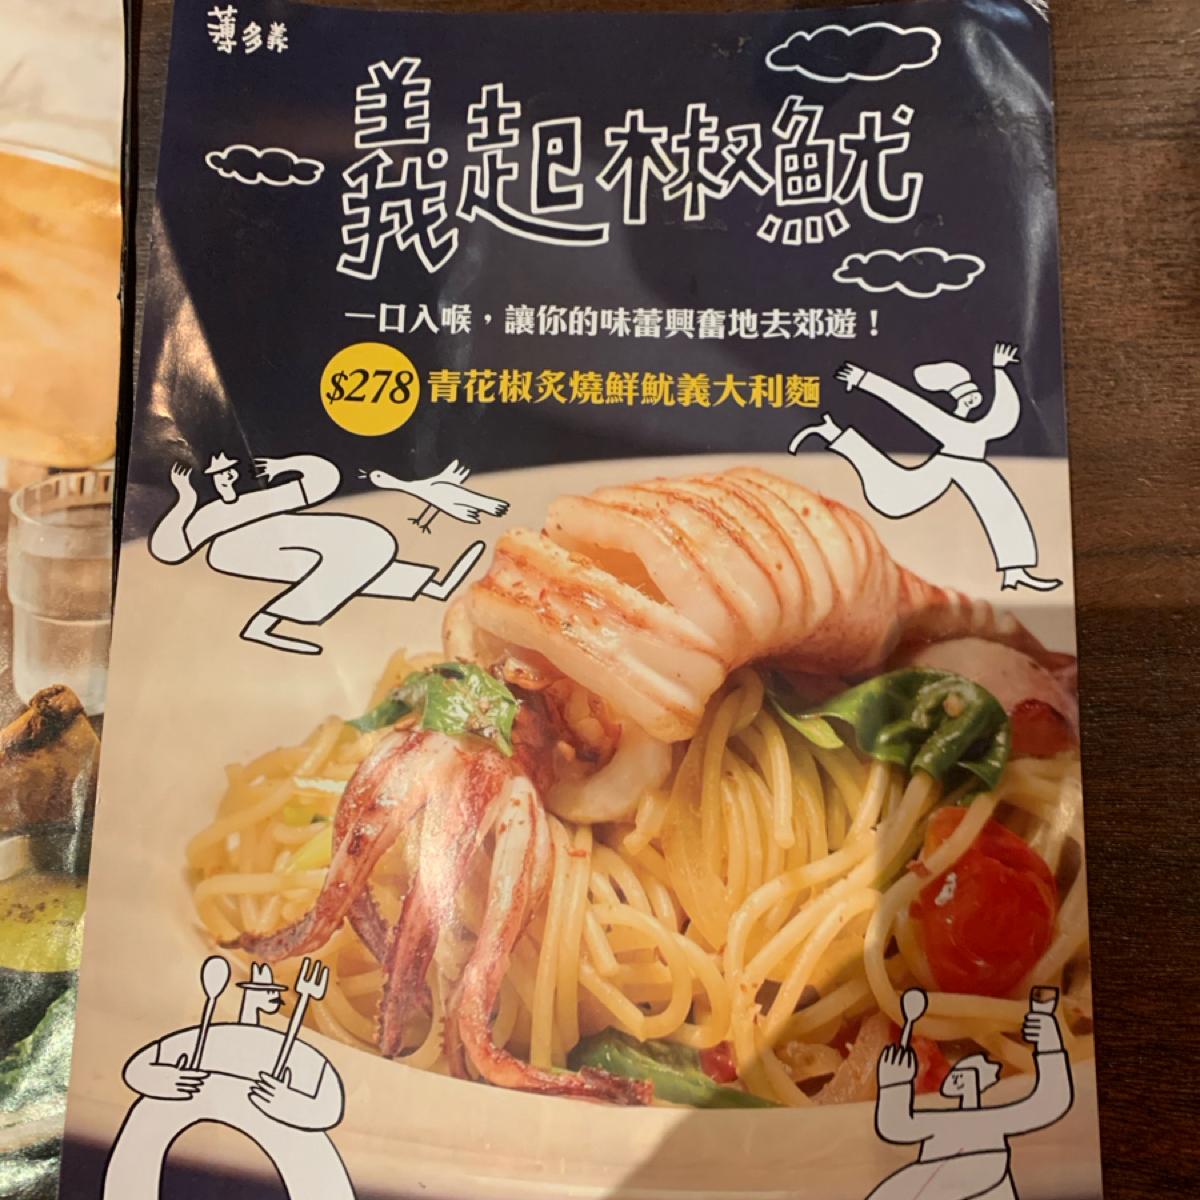 薄多義
義起椒魷
一口入喉，讓你的味蕾興奮地去郊遊！
$278 青花椒炙燒鮮魷義大利麵